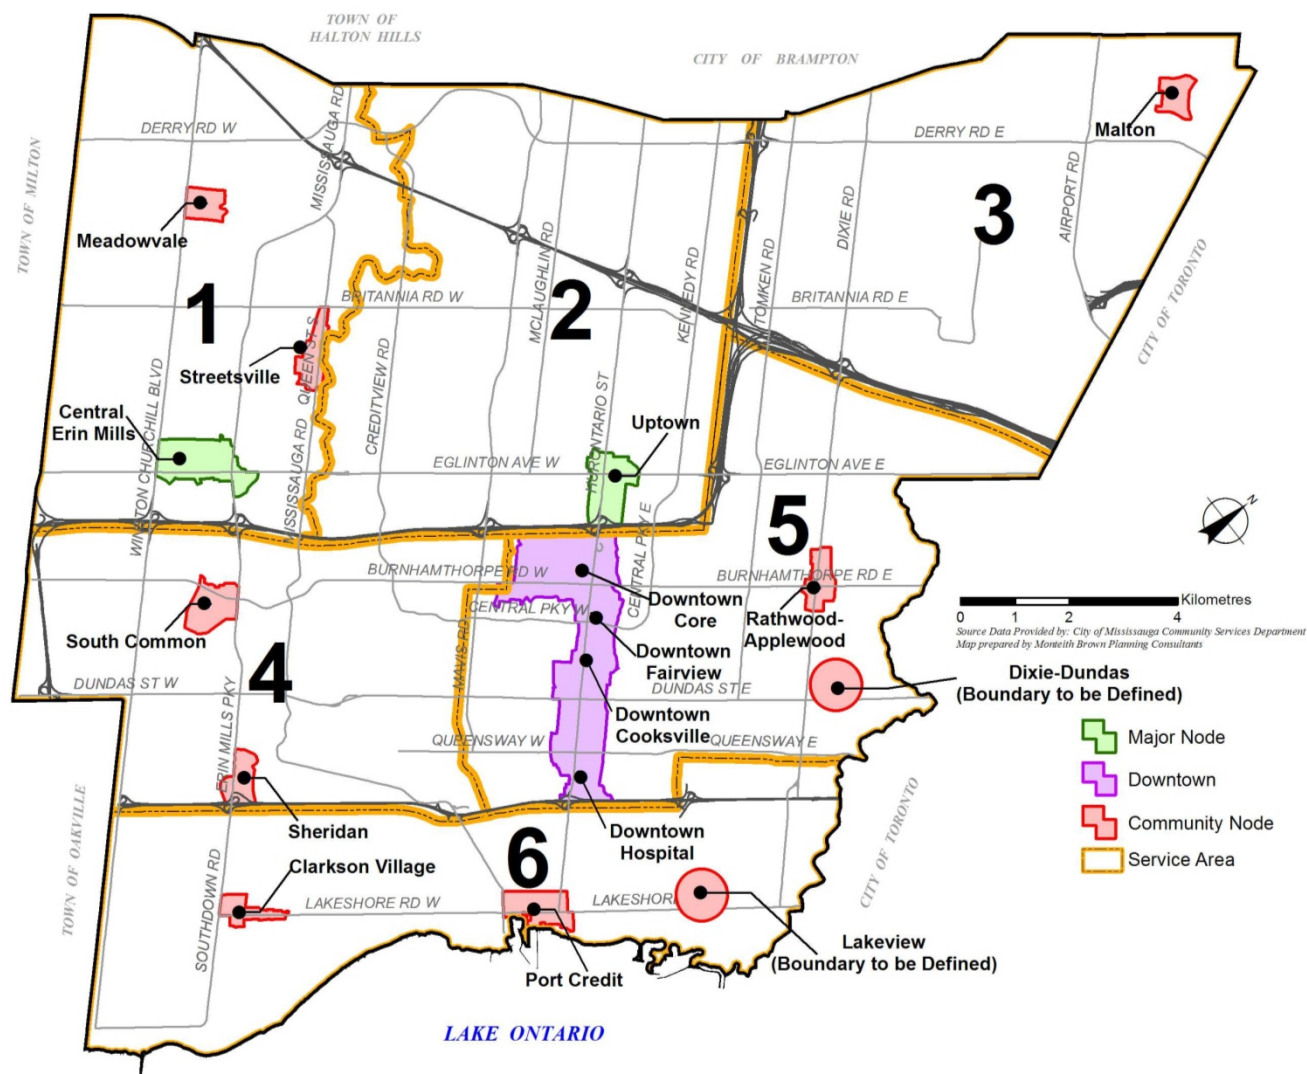 TOWN OF
HALTON HILLS
CITY OF BRAMPTON
TOWN OF MILTON
DERRY RD W
MISSISSAUGA RD
DERRY RD E
Malton
AIRPORT RD
DIXIE RD
3
Meadowvale
MCLAUGHLIN RD
KENNEDY RD
TOMKEN RD
CITY OF TORONTO
1
BRITANNIA RD W
2
BRITANNIA RD E
QUEEN ST S
Streetsville
CREDITVIEW RD
WINSTON CHURCHILL BLVD
Central
Erin Mills
MISSISSAUGA RD
HURONTARIO ST
Uptown
EGLINTON AVE W
EGLINTON AVE E
CENTRAL PKY E
5
BURNHAMTHORPE RD W
BURNHAMTHORPE RD E
Downtown
Core
CENTRAL PKY W
Rathwood-
Applewood
South Common
MAVIS RD
Downtown
Fairview
0 1 2 4 Kilometres
Source Data Provided by: City of Mississauga Community Services Department
Map prepared by Monteith Brown Planning Consultants
4
DUNDAS ST W
DUNDAS ST E
Dixie-Dundas
(Boundary to be Defined)
ERIN MILLS PKY
Downtown
Cooksville
QUEENSWAY W
QUEENSWAY E
Major Node
Downtown
Community Node
Service Area
Sheridan
Downtown
Hospital
TOWN OF OAKVILLE
CITY OF TORONTO
6
Clarkson Village
SOUTHDOWN RD
LAKESHORE RD W
LAKESHOR
Lakeview
(Boundary to be Defined)
Port Credit
LAKE ONTARIO
N